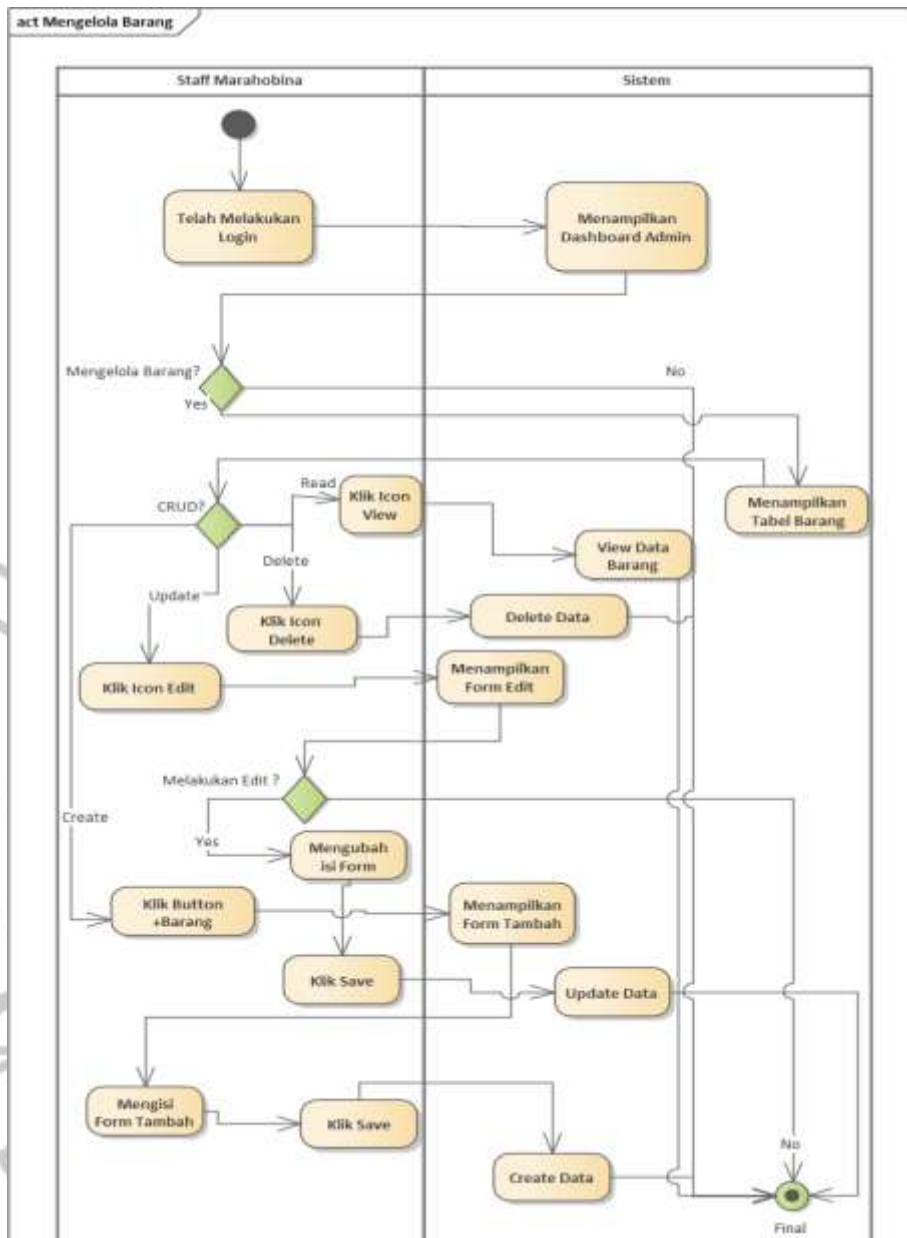 act Mengelola Barang
Staff Marahobina
Sistem
Telah Melakukan
Login
Menampilkan
Dashboard Admin
Mengelola Barang?
No
Yes
Read
Klik Icon
View
CRUD?
Menampilkan
Tabel Barang
View Data
Barang
Delete
Update
Klik Icon
Delete
Delete Data
Klik Icon Edit
Menampilkan
Form Edit
Melakukan Edit ?
Create
Yes
Mengubah
isi Form
Klik Button
+Barang
Menampilkan
Form Tambah
Klik Save
Update Data
Mengisi
Form Tambah
Klik Save
No
Create Data
Final